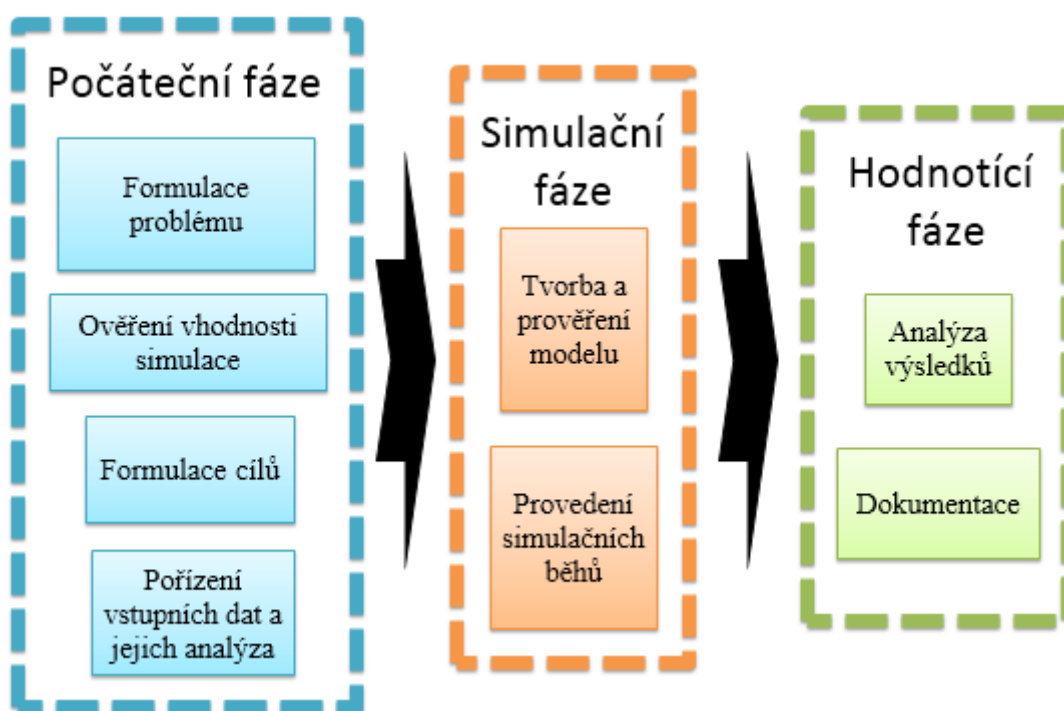 Počáteční fáze
Formulace
problému
Ověření vhodnosti
simulace
Formulace cílů
Pořízení
vstupních dat a
jejich analýza
Simulační
fáze
Tvorba a
prověření
modelu
Provedení
simulačních
běhů
Hodnotící
fáze
Analýza
výsledků
Dokumentace